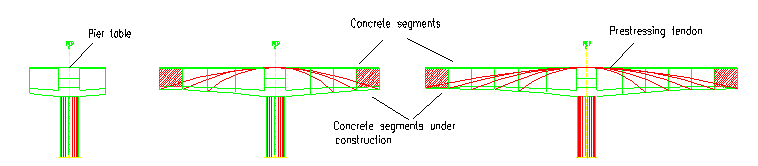 Pier table
Concrete segments
Prestressing tendon
Concrete segments under
construction